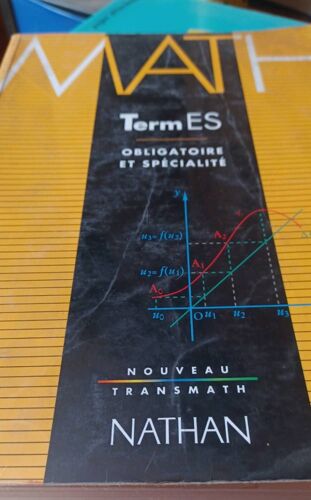 MATH
Term ES
OBLIGATOIRE
ET SPÉCIALITÉ
y
u₃=f(u₂)
A₂
u₂=f(u₁)
A₁
A₀
u₀
O
u₁
u₂
u₃
NOUVEAU
TRANSMATH
NATHAN